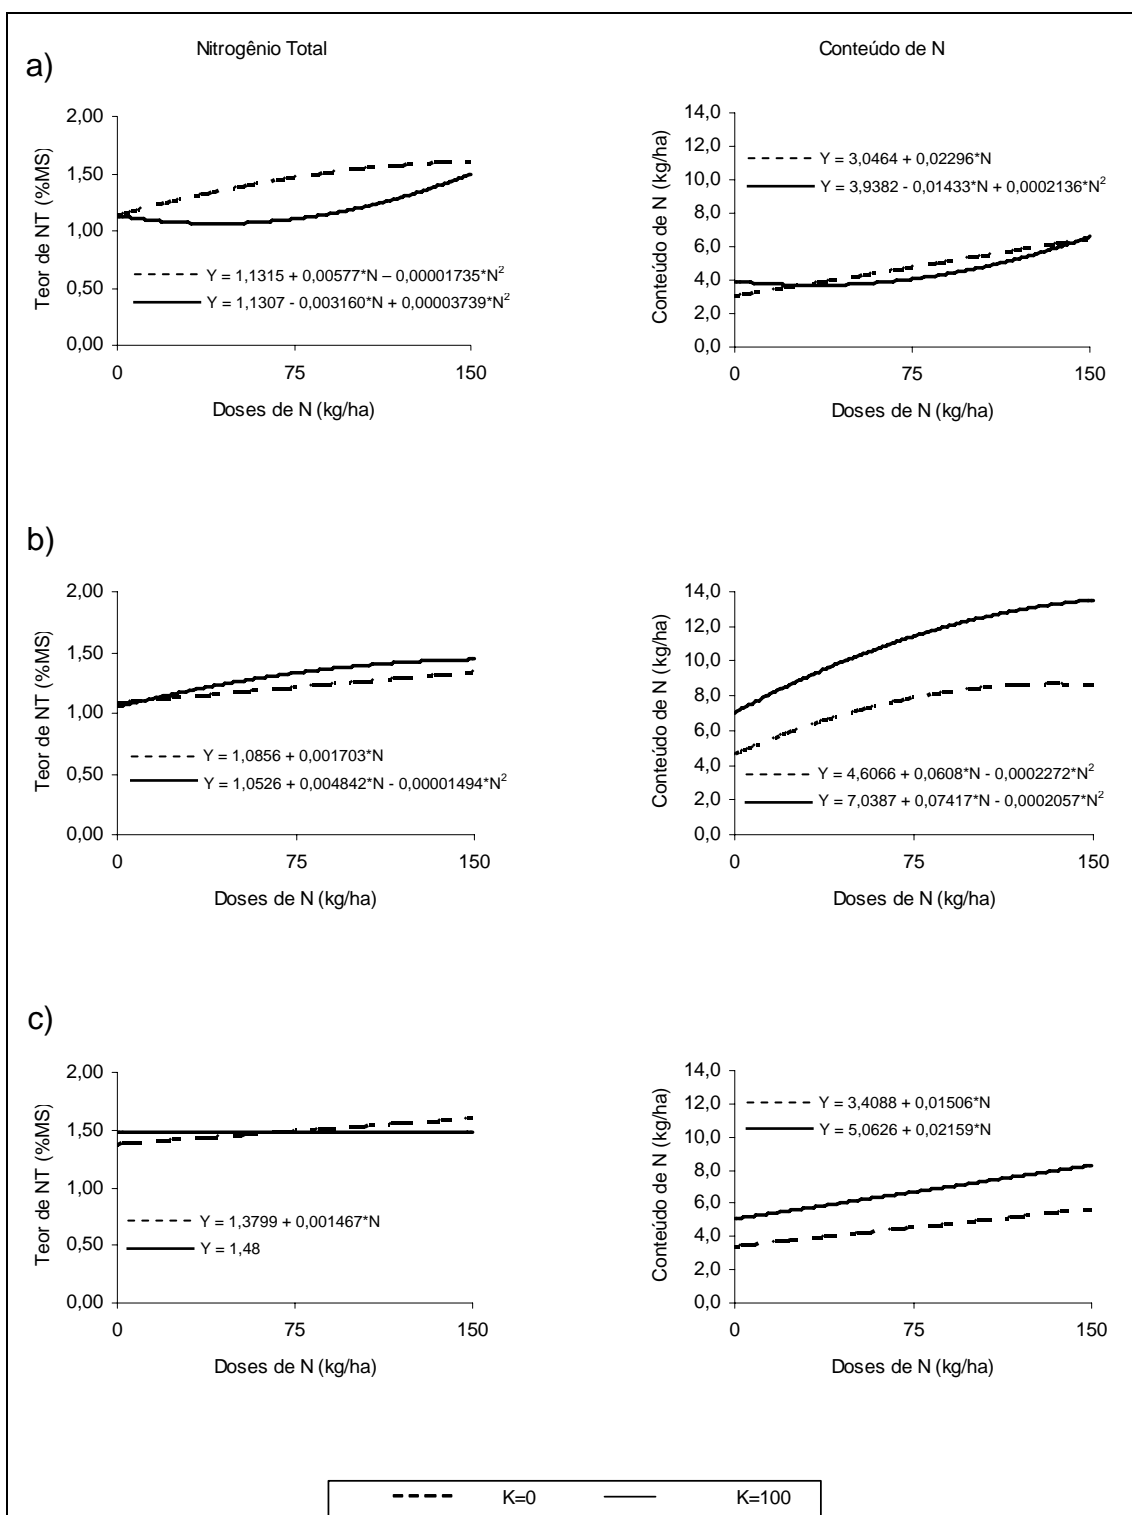 Nitrogênio Total
Conteúdo de N
a)
2,00
1,50
1,00
0,50
0,00
Teor de NT (%MS)
Y = 1,1315 + 0,00577*N – 0,00001735*N²
Y = 1,1307 - 0,003160*N + 0,00003739*N²
0 75 150
Doses de N (kg/ha)
14,0
12,0
10,0
8,0
6,0
4,0
2,0
0,0
Conteúdo de N (kg/ha)
Y = 3,0464 + 0,02296*N
Y = 3,9382 - 0,01433*N + 0,0002136*N²
0 75 150
Doses de N (kg/ha)
b)
2,00
1,50
1,00
0,50
0,00
Teor de NT (%MS)
Y = 1,0856 + 0,001703*N
Y = 1,0526 + 0,004842*N - 0,00001494*N²
0 75 150
Doses de N (kg/ha)
14,0
12,0
10,0
8,0
6,0
4,0
2,0
0,0
Conteúdo de N (kg/ha)
Y = 4,6066 + 0,0608*N - 0,0002272*N²
Y = 7,0387 + 0,07417*N - 0,0002057*N²
0 75 150
Doses de N (kg/ha)
c)
2,00
1,50
1,00
0,50
0,00
Teor de NT (%MS)
Y = 1,3799 + 0,001467*N
Y = 1,48
0 75 150
Doses de N (kg/ha)
14,0
12,0
10,0
8,0
6,0
4,0
2,0
0,0
Conteúdo de N (kg/ha)
Y = 3,4088 + 0,01506*N
Y = 5,0626 + 0,02159*N
0 75 150
Doses de N (kg/ha)
K=0 K=100